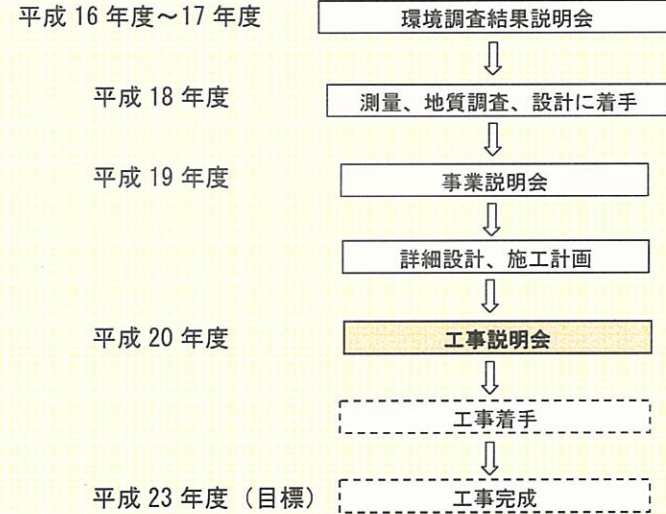 平成 16 年度～17 年度 環境調査結果説明会
平成 18 年度 測量、地質調査、設計に着手
平成 19 年度 事業説明会
詳細設計、施工計画
平成 20 年度 工事説明会
工事着手
平成 23 年度（目標） 工事完成